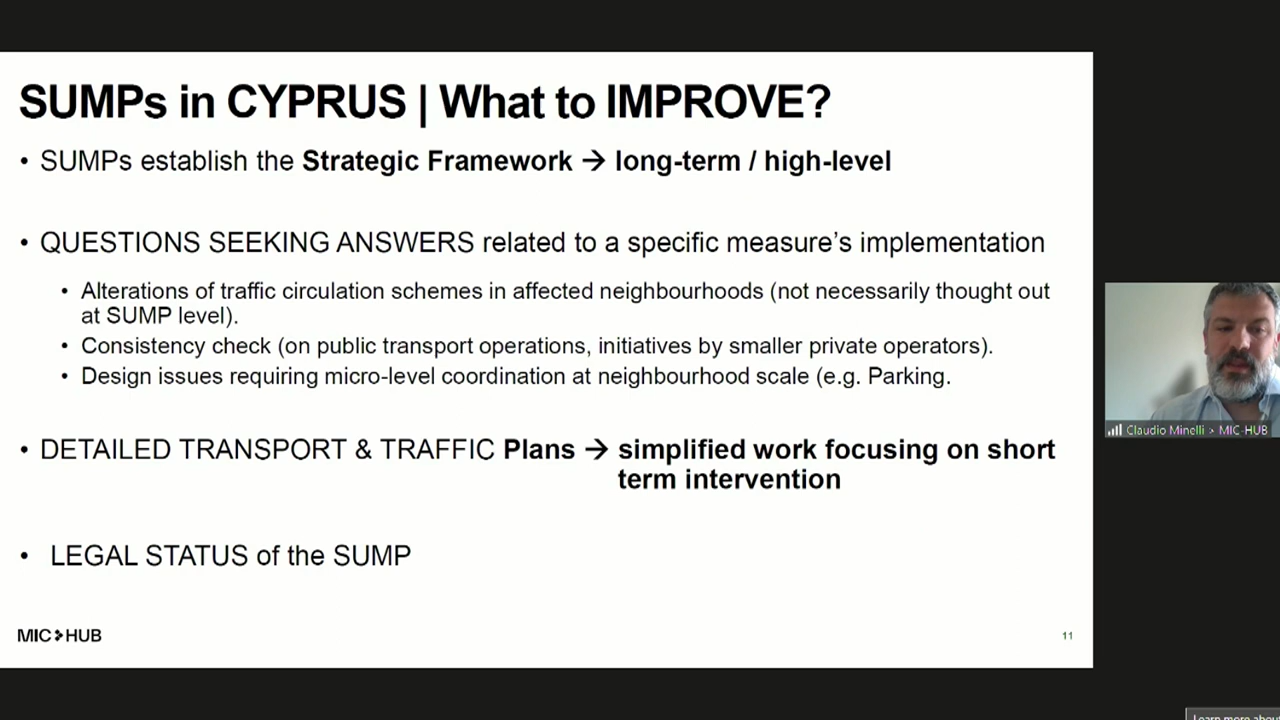 SUMPs in CYPRUS | What to IMPROVE?
• SUMPs establish the Strategic Framework → long-term / high-level
• QUESTIONS SEEKING ANSWERS related to a specific measure's implementation
• Alterations of traffic circulation schemes in affected neighbourhoods (not necessarily thought out
at SUMP level).
• Consistency check (on public transport operations, initiatives by smaller private operators).
• Design issues requiring micro-level coordination at neighbourhood scale (e.g. Parking.
• DETAILED TRANSPORT & TRAFFIC Plans → simplified work focusing on short
term intervention
• LEGAL STATUS of the SUMP
MIC HUB
11
Claudio Minelli > MIC-HUB
Learn more about